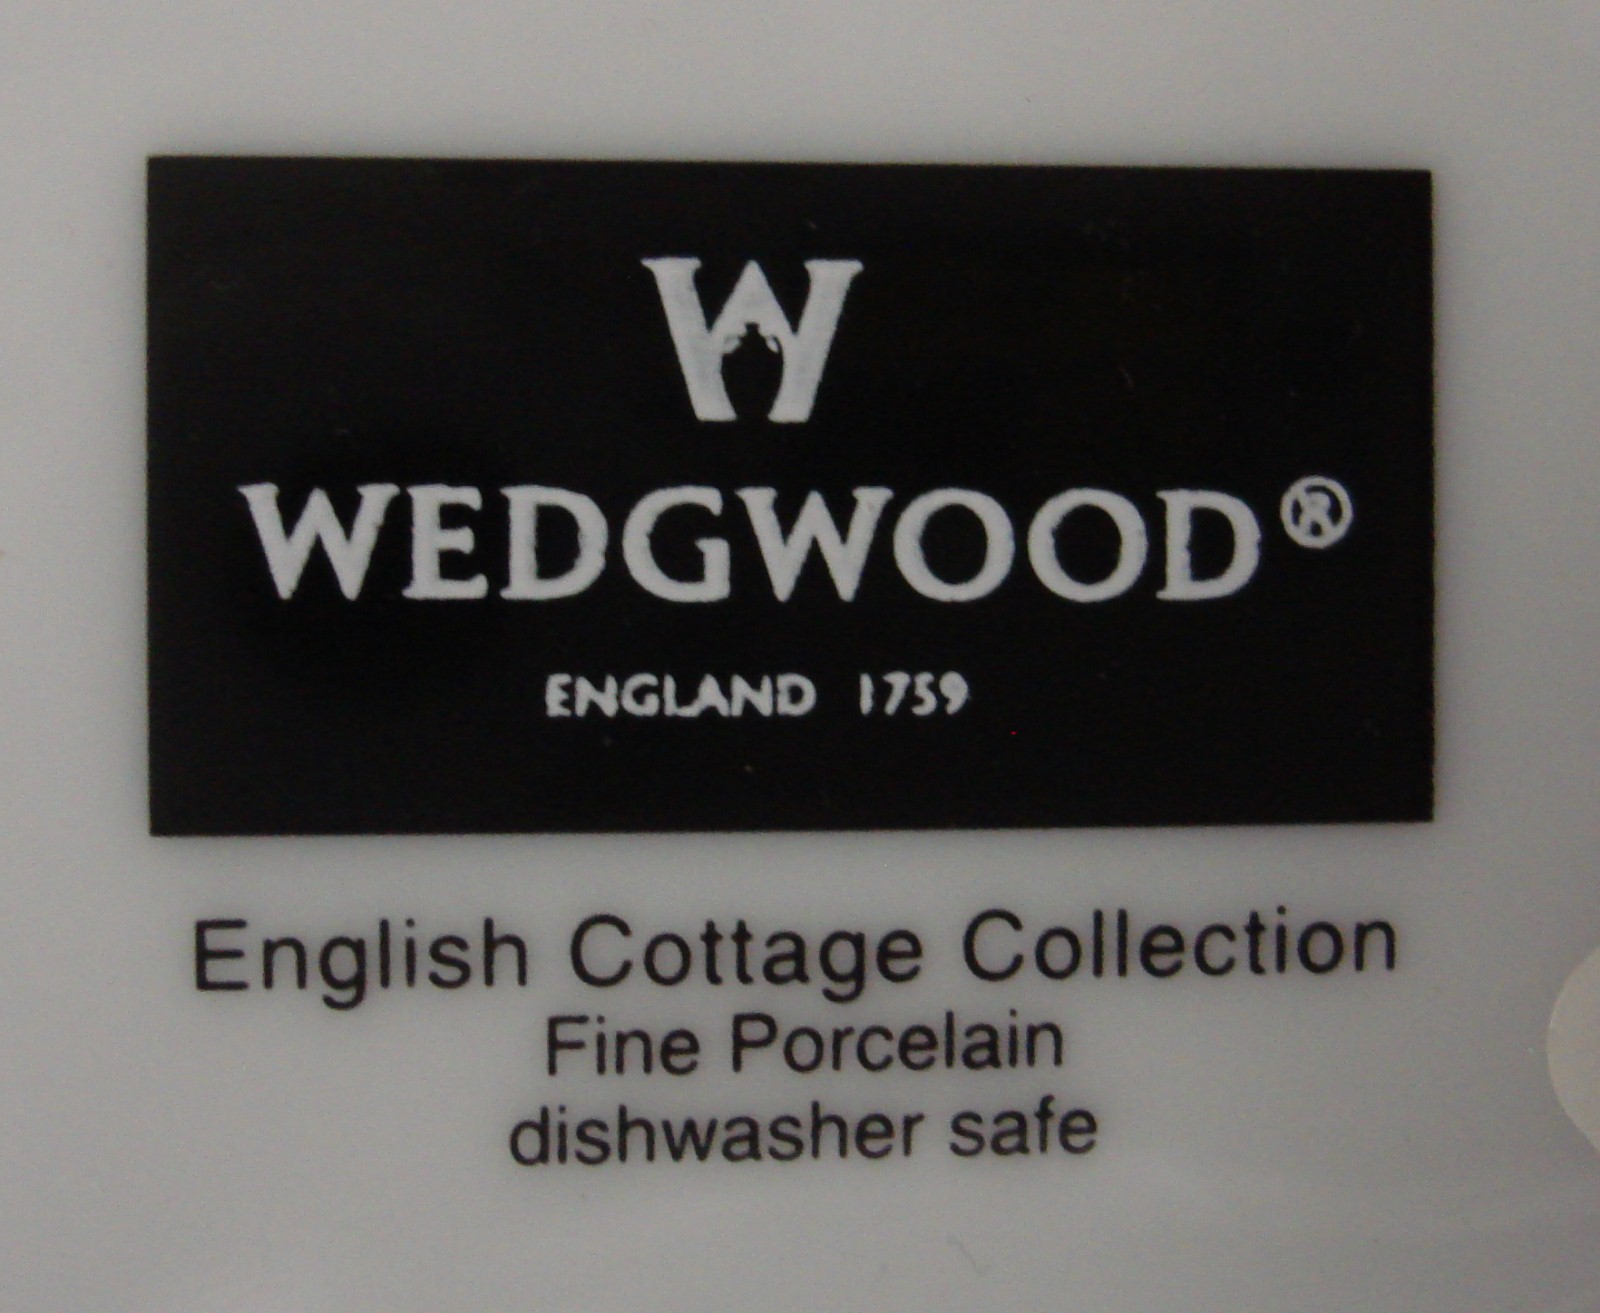 W
WEDGWOOD®
ENGLAND 1759
English Cottage Collection
Fine Porcelain
dishwasher safe